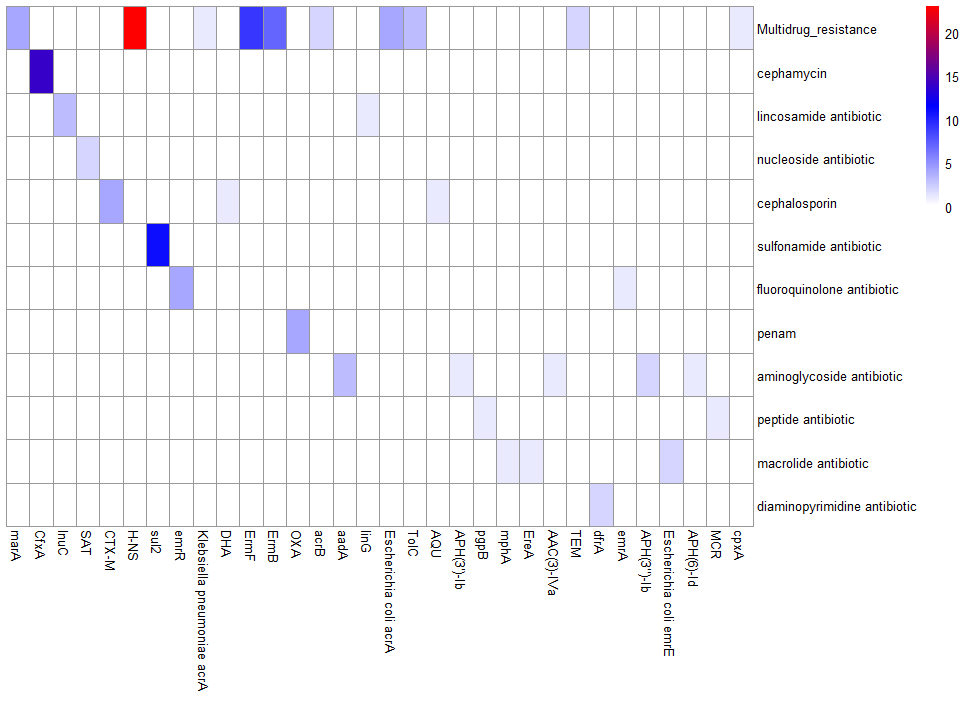 Multidrug_resistance
cephamycin
lincosamide antibiotic
nucleoside antibiotic
cephalosporin
sulfonamide antibiotic
fluoroquinolone antibiotic
penam
aminoglycoside antibiotic
peptide antibiotic
macrolide antibiotic
diaminopyrimidine antibiotic
20
15
10
5
0
marA
CfxA
lnuC
SAT
CTX-M
H-NS
sul2
emrR
Klebsiella pneumoniae acrA
DHA
ErmF
ErmB
OXA
acrB
aadA
linG
Escherichia coli acrA
TolC
AQU
APH(3')-Ib
pgpB
mphA
EreA
AAC(3)-IVa
TEM
dfrA
emrA
APH(3'')-Ib
Escherichia coli emrE
APH(6)-Id
MCR
cpxA